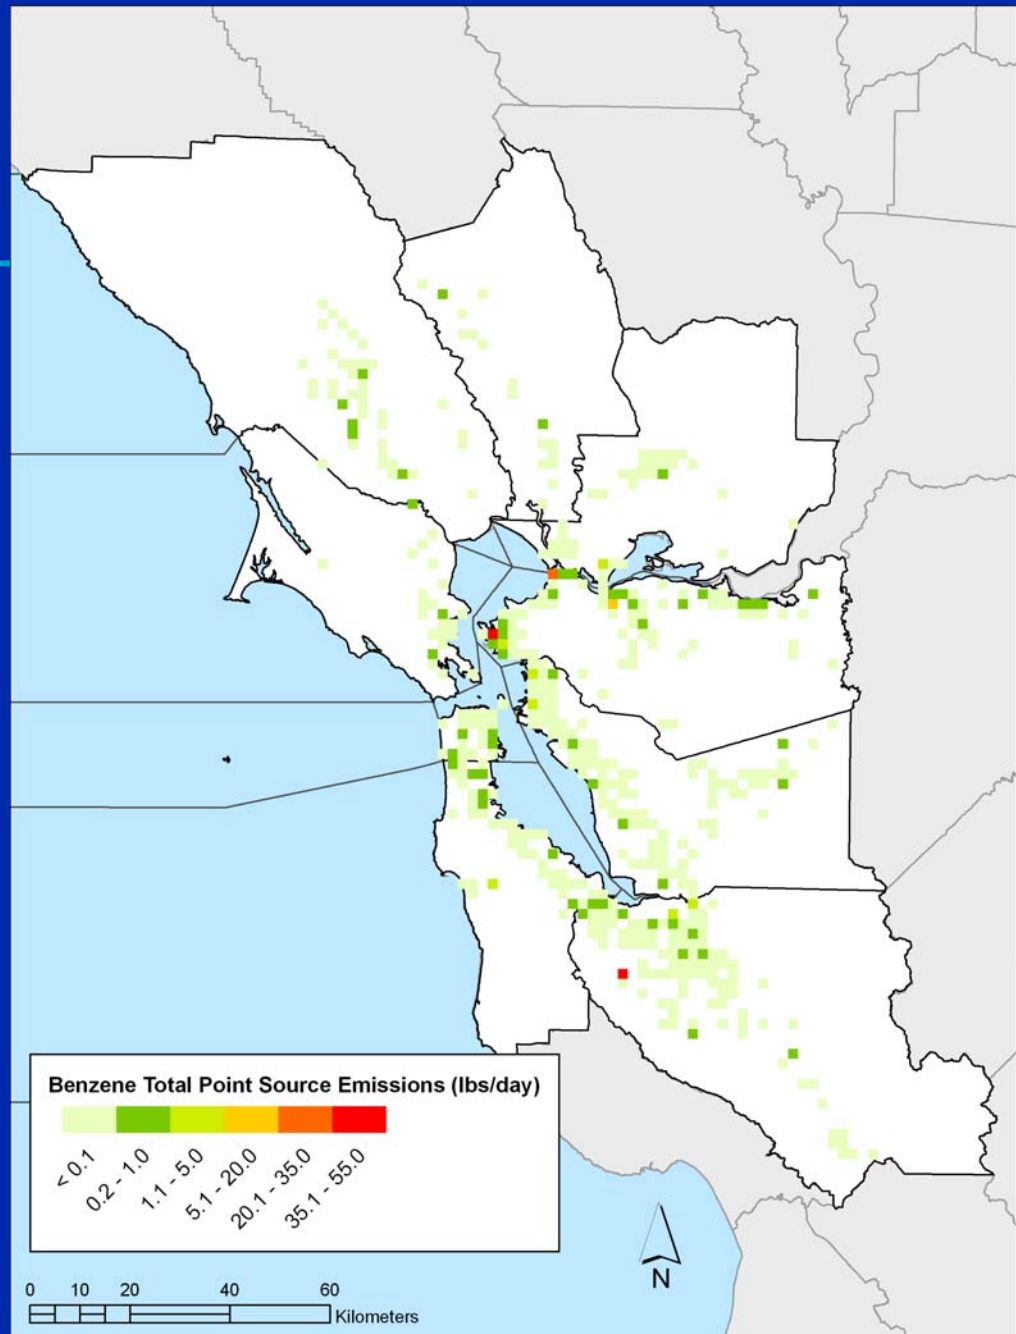 Benzene Total Point Source Emissions (lbs/day)
< 0.1
0.2 - 1.0
1.1 - 5.0
5.1 - 20.0
20.1 - 35.0
35.1 - 55.0
N
0 10 20 40 60
Kilometers